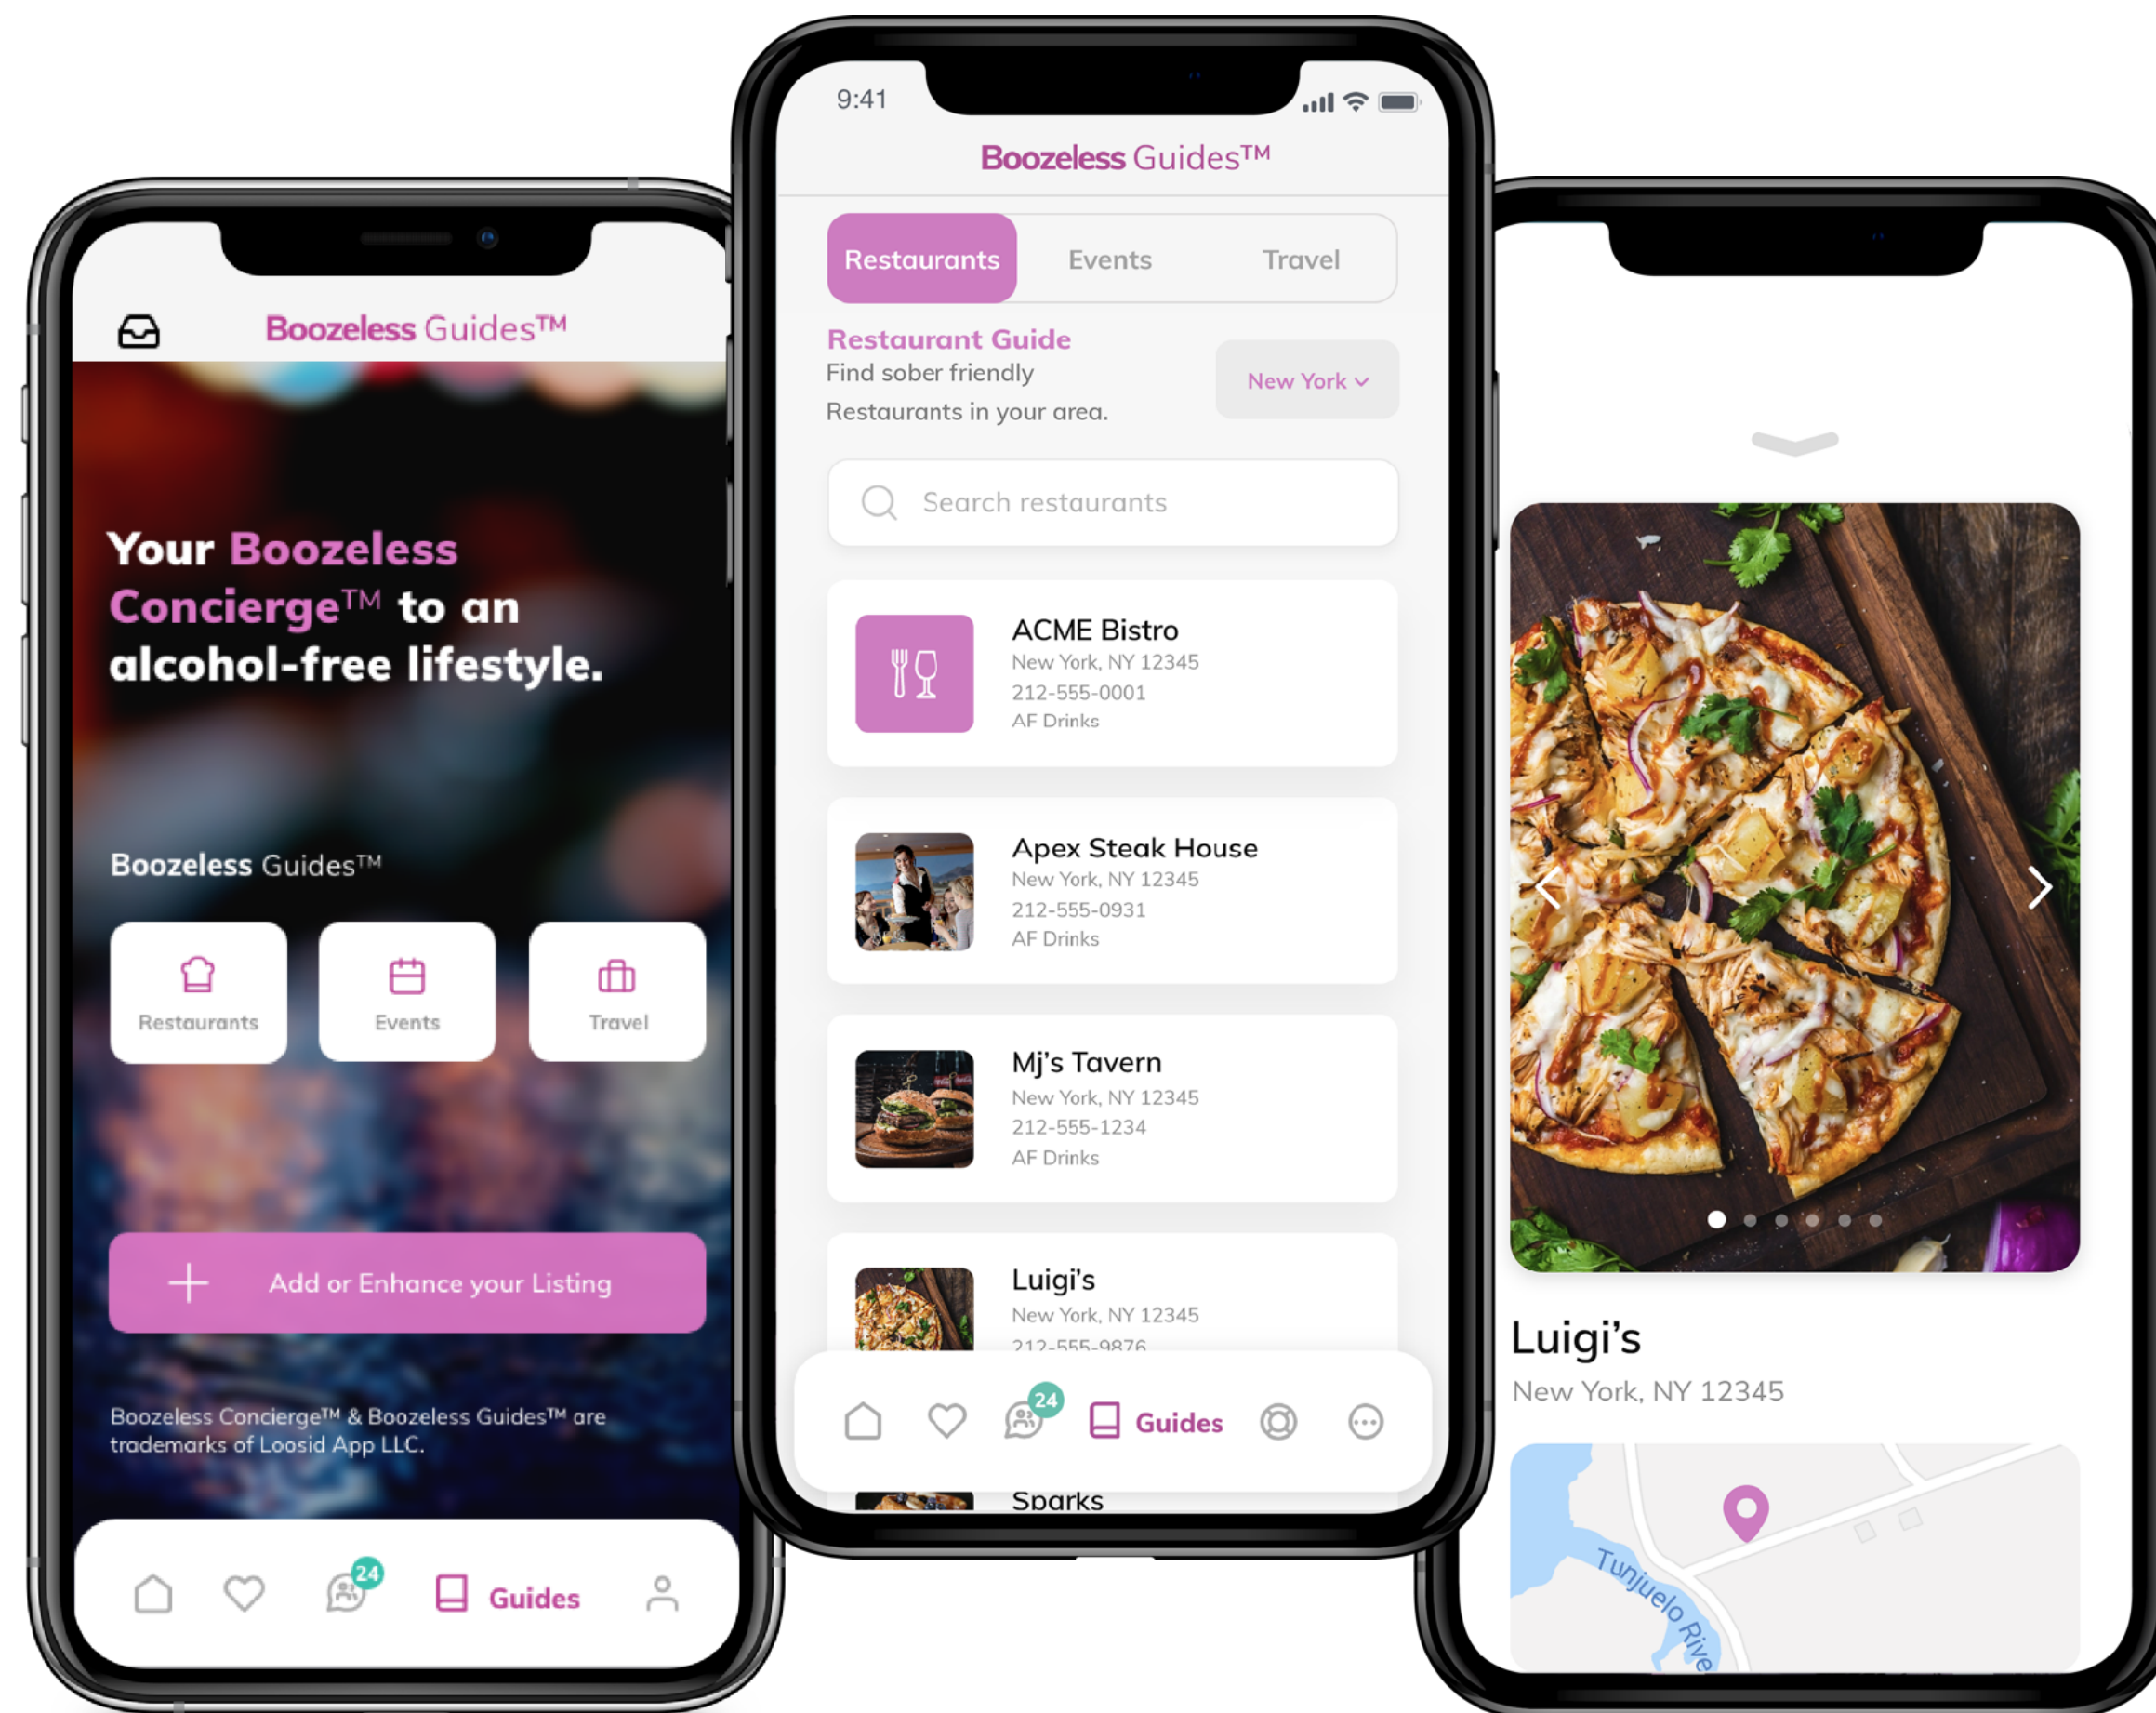 Boozeless Guides™
Your Boozeless
Concierge™ to an
alcohol-free lifestyle.
Boozeless Guides™
Restaurants
Events
Travel
Add or Enhance your Listing
Boozeless Concierge™ & Boozeless Guides™ are
trademarks of Loosid App LLC.
24
Guides
9:41
Boozeless Guides™
Restaurants
Events
Travel
Restaurant Guide
Find sober friendly
Restaurants in your area.
New York
Search restaurants
ACME Bistro
New York, NY 12345
212-555-0001
AF Drinks
Apex Steak House
New York, NY 12345
212-555-0931
AF Drinks
Mj's Tavern
New York, NY 12345
212-555-1234
AF Drinks
Luigi's
New York, NY 12345
212-555-9876
24
Guides
Sparks
Luigi's
New York, NY 12345
Tunjuelo Rive